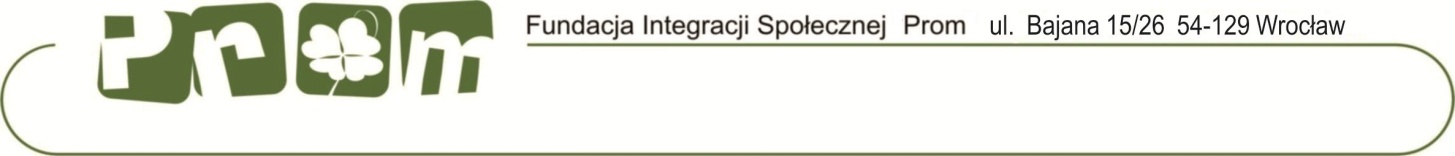 Prom
Fundacja Integracji Społecznej Prom ul. Bajana 15/26 54-129 Wrocław